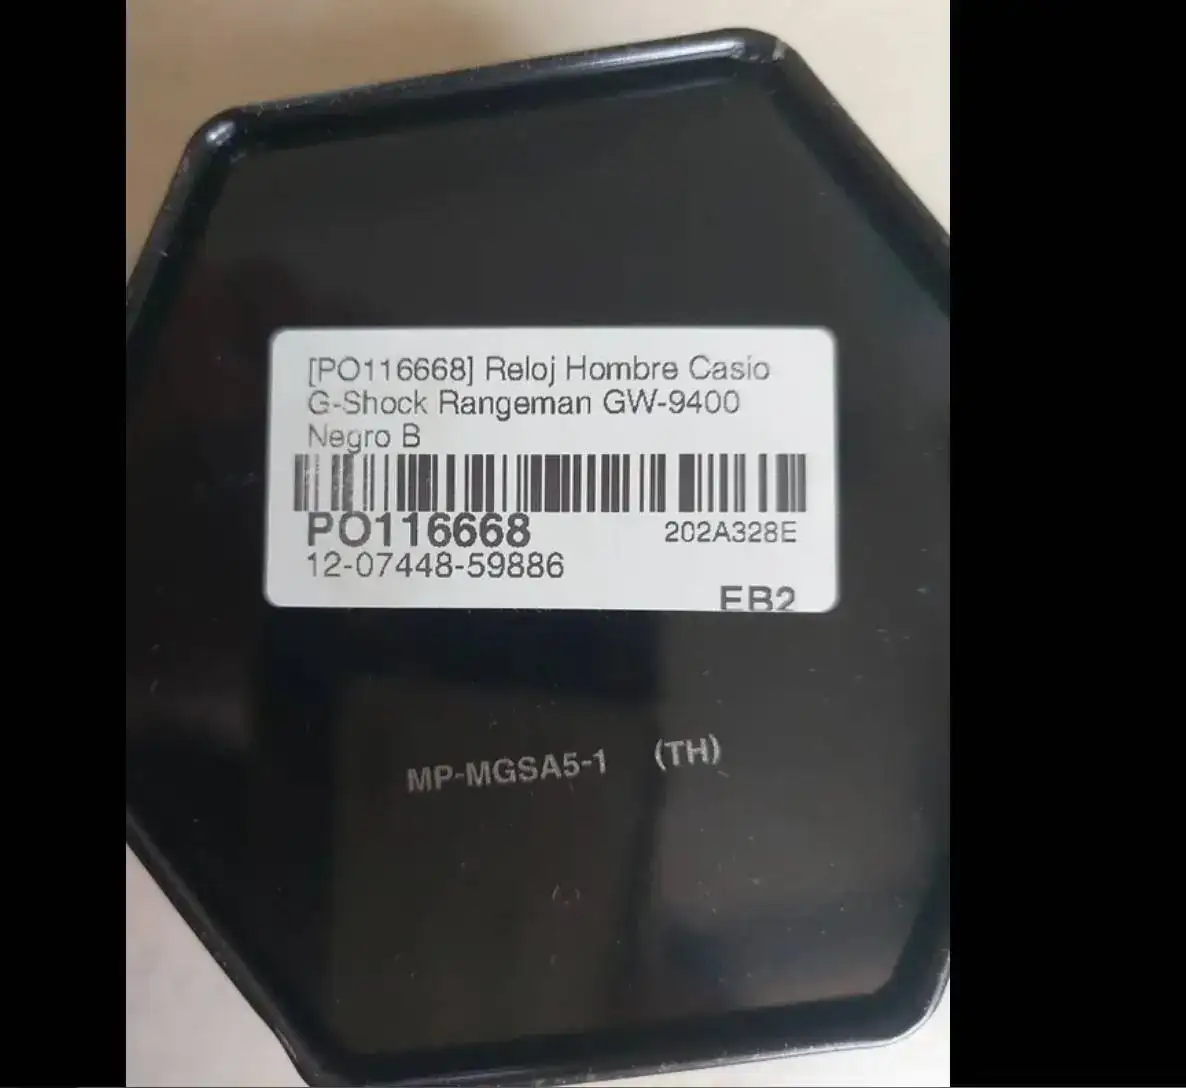 [PO116668] Reloj Hombre Casio
G-Shock Rangeman GW-9400
Negro B
PO116668 202A328E
12-07448-59886
EB2
MP-MGSA5-1 (TH)